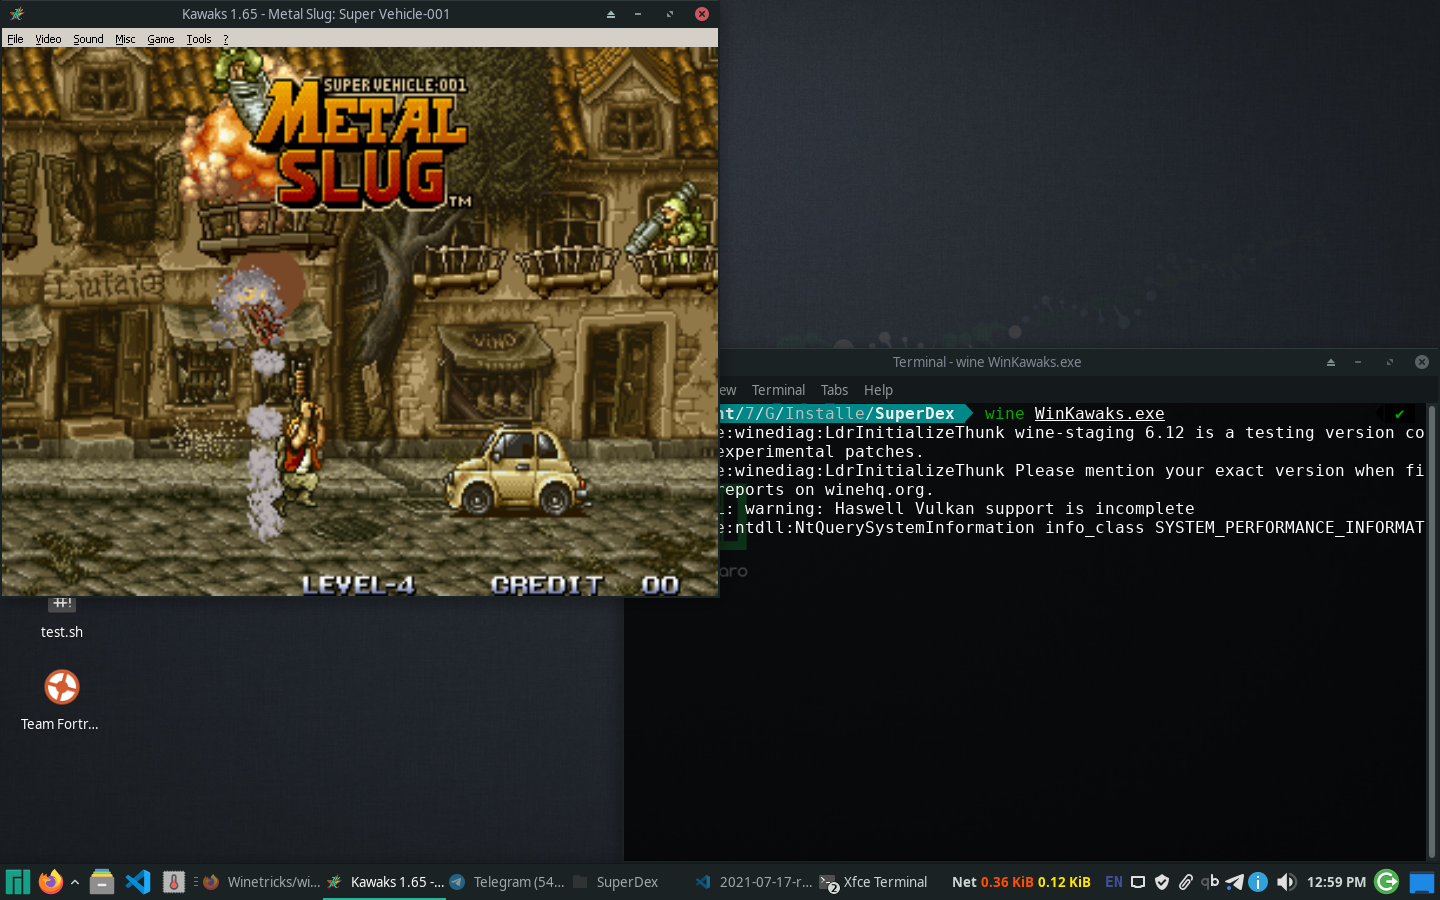 Kawaks 1.65 - Metal Slug: Super Vehicle-001
File Video Sound Misc Game Tools ?
SUPER VEHICLE-001
METAL
SLUG
TM
Liutaio
VINO
LEVEL-4 CREDIT 00
Terminal - wine WinKawaks.exe
ew Terminal Tabs Help
nt/7/G/Installe/SuperDex wine WinKawaks.exe ✔
e:winediag:LdrInitializeThunk wine-staging 6.12 is a testing version co
experimental patches.
e:winediag:LdrInitializeThunk Please mention your exact version when fi
reports on winehq.org.
: warning: Haswell Vulkan support is incomplete
e:ntdll:NtQuerySystemInformation info_class SYSTEM_PERFORMANCE_INFORMAT
aro
#!
test.sh
Team Fortr...
Winetricks/wi... Kawaks 1.65 -... Telegram (54... SuperDex 2021-07-17-r... 2 Xfce Terminal Net 0.36 KiB 0.12 KiB EN qb 12:59 PM